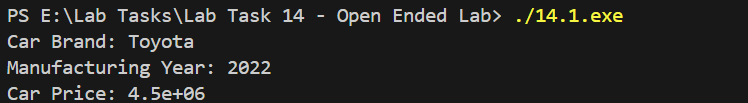 PS E:\Lab Tasks\Lab Task 14 - Open Ended Lab> ./14.1.exe
Car Brand: Toyota
Manufacturing Year: 2022
Car Price: 4.5e+06